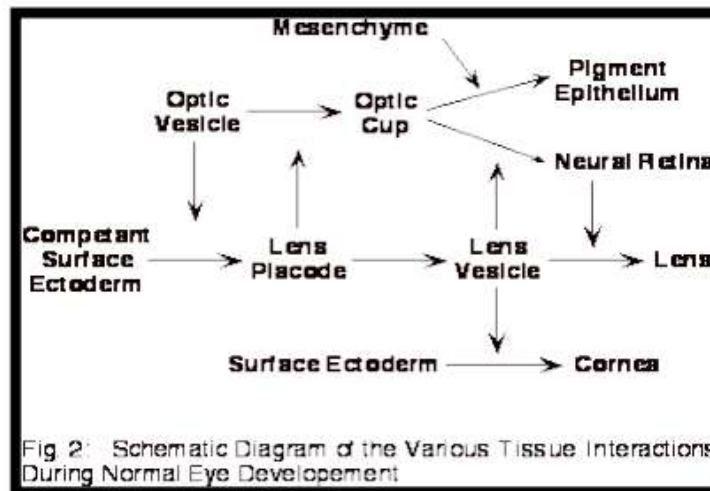 Mesenchyme
Pigment
Epithelium
Optic
Vesicle
Optic
Cup
Neural Retina
Competant
Surface
Ectoderm
Lens
Placode
Lens
Vesicle
Lens
Surface Ectoderm
Cornea
Fig. 2: Schematic Diagram of the Various Tissue Interactions
During Normal Eye Developement